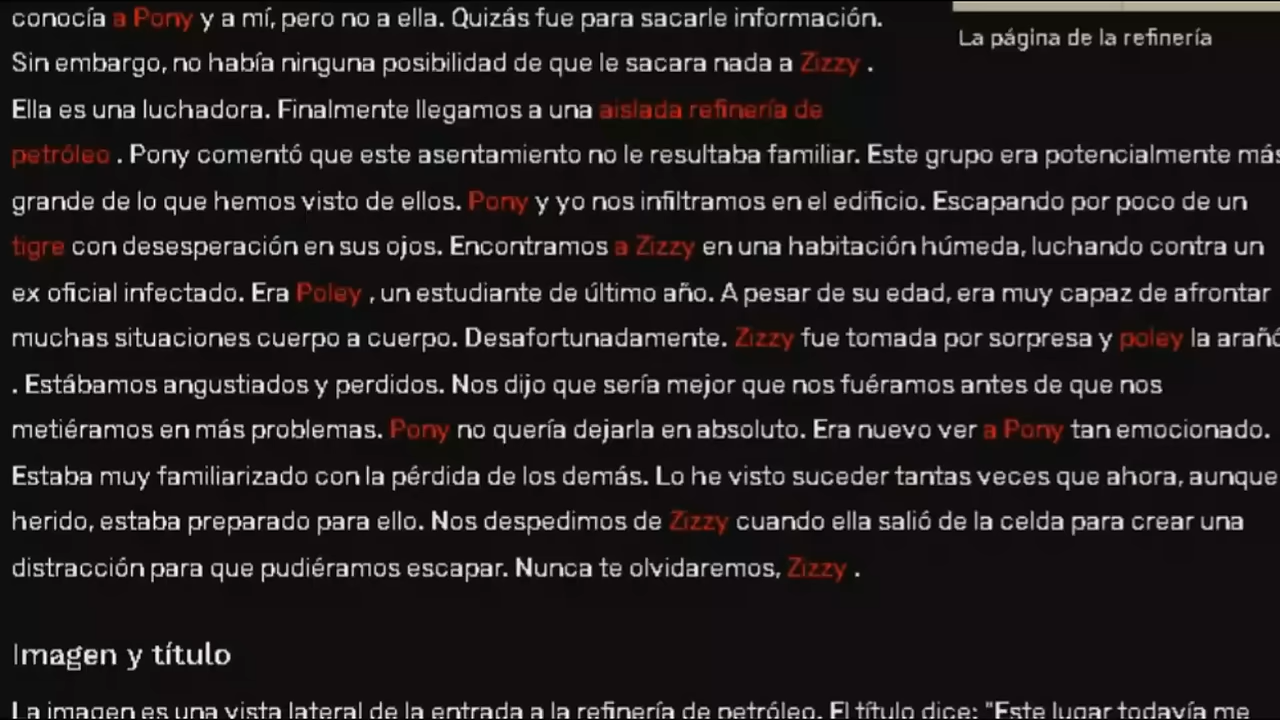 conocía a Pony y a mí, pero no a ella. Quizás fue para sacarle información.
La página de la refinería
Sin embargo, no había ninguna posibilidad de que le sacara nada a Zizzy .
Ella es una luchadora. Finalmente llegamos a una aislada refinería de
petróleo . Pony comentó que este asentamiento no le resultaba familiar. Este grupo era potencialmente más
grande de lo que hemos visto de ellos. Pony y yo nos infiltramos en el edificio. Escapando por poco de un
tigre con desesperación en sus ojos. Encontramos a Zizzy en una habitación húmeda, luchando contra un
ex oficial infectado. Era Poley , un estudiante de último año. A pesar de su edad, era muy capaz de afrontar
muchas situaciones cuerpo a cuerpo. Desafortunadamente. Zizzy fue tomada por sorpresa y poley la arañó
. Estábamos angustiados y perdidos. Nos dijo que sería mejor que nos fuéramos antes de que nos
metiéramos en más problemas. Pony no quería dejarla en absoluto. Era nuevo ver a Pony tan emocionado.
Estaba muy familiarizado con la pérdida de los demás. Lo he visto suceder tantas veces que ahora, aunque
herido, estaba preparado para ello. Nos despedimos de Zizzy cuando ella salió de la celda para crear una
distracción para que pudiéramos escapar. Nunca te olvidaremos, Zizzy .
Imagen y título
La imagen es una vista lateral de la entrada a la refinería de petróleo. El título dice: "Este lugar todavía me